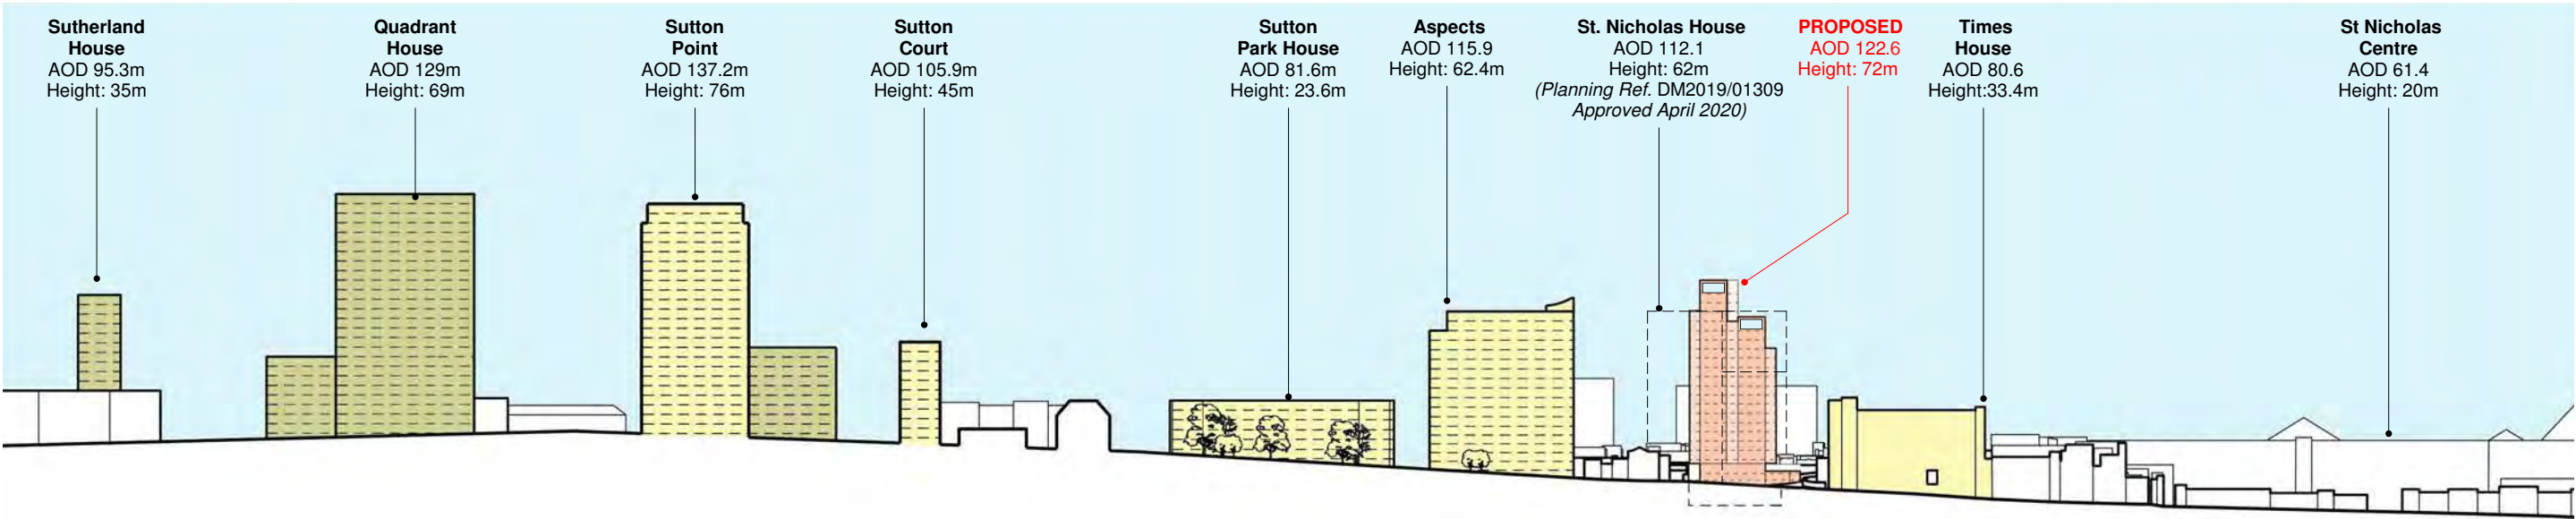 Sutherland
House
AOD 95.3m
Height: 35m
Quadrant
House
AOD 129m
Height: 69m
Sutton
Point
AOD 137.2m
Height: 76m
Sutton
Court
AOD 105.9m
Height: 45m
Sutton
Park House
AOD 81.6m
Height: 23.6m
Aspects
AOD 115.9
Height: 62.4m
St. Nicholas House
AOD 112.1
Height: 62m
(Planning Ref. DM2019/01309
Approved April 2020)
PROPOSED
AOD 122.6
Height: 72m
Times
House
AOD 80.6
Height:33.4m
St Nicholas
Centre
AOD 61.4
Height: 20m